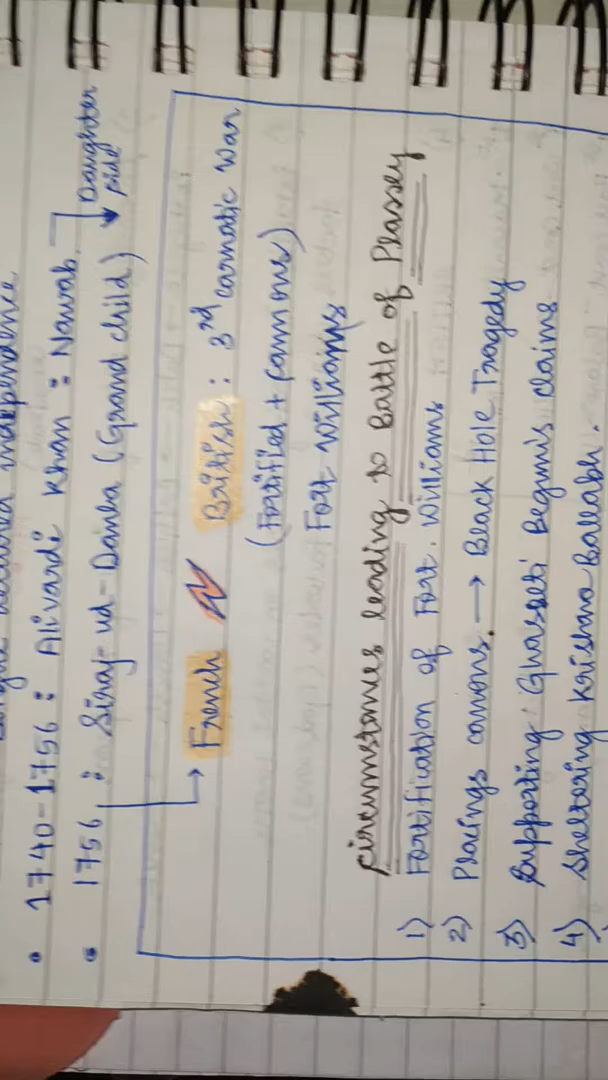 independence
• 1740-1756 : Alivardi Khan : Nawab
Daughter side
• 1756 : Siraj-ud-Daula (Grand child)
→ French British : 3rd carnatic War
(Fortified + cannons)
Fort Williams
circumstances leading to Battle of Plassey
1) Fortification of Fort. Williams
2) Placings cannons. → Black Hole Tragedy
3) Supporting Ghaseti Begum's claims
4) Sheltering Krishna Ballabh.